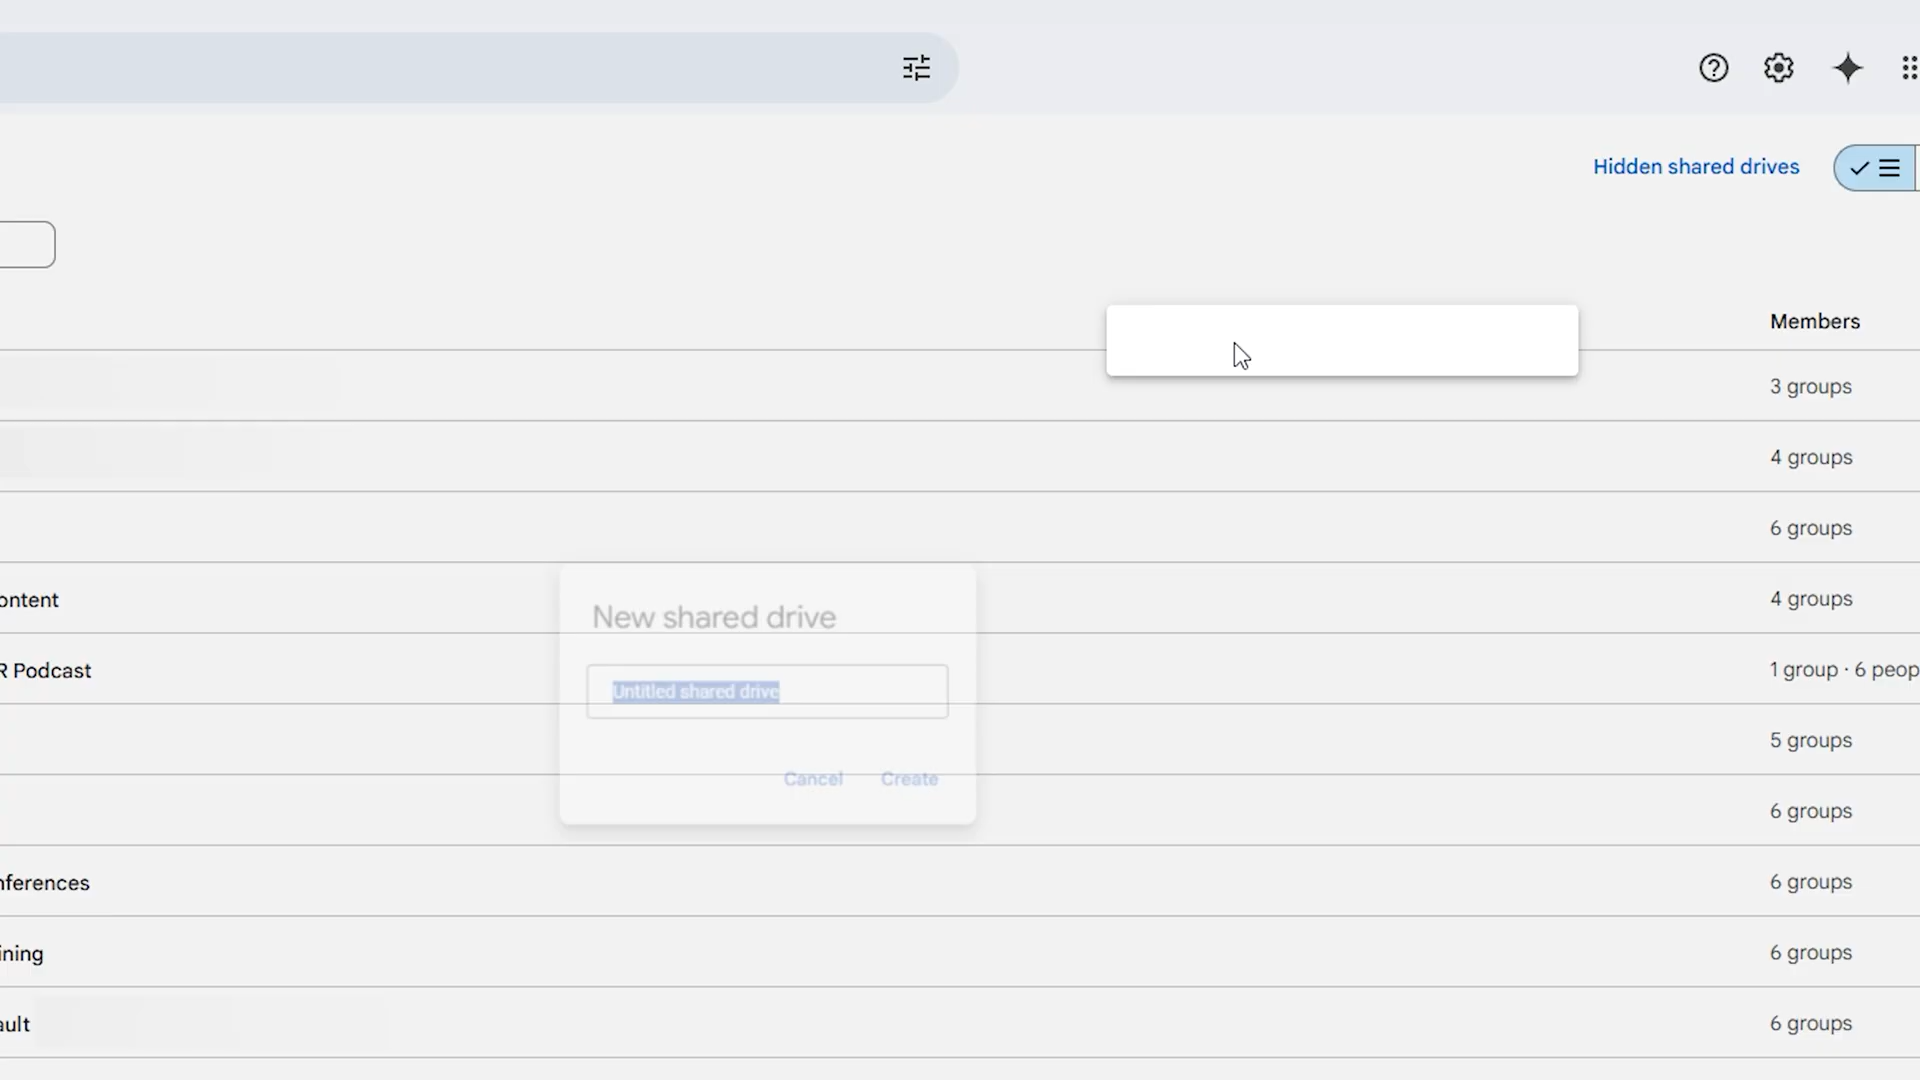 Hidden shared drives
Members
3 groups
4 groups
6 groups
ontent
4 groups
New shared drive
R Podcast
1 group · 6 peop
Untitled shared drive
5 groups
Cancel
Create
6 groups
nferences
6 groups
ining
6 groups
ault
6 groups